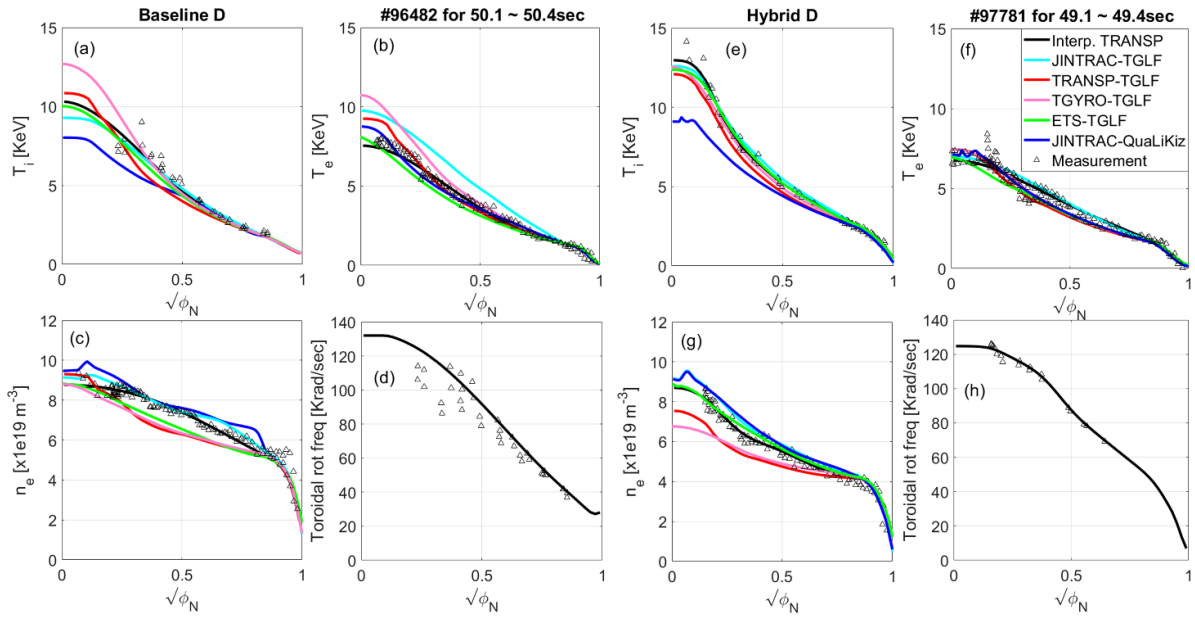 Baseline D
#96482 for 50.1 ~ 50.4sec
Hybrid D
#97781 for 49.1 ~ 49.4sec
(a)
15
10
5
0
T_i [KeV]
0
0.5
1
√ϕ_N
(b)
15
10
5
0
T_e [KeV]
0
0.5
1
√ϕ_N
(e)
15
10
5
0
T_i [KeV]
0
0.5
1
√ϕ_N
(f)
15
10
5
0
T_e [KeV]
0
0.5
1
√ϕ_N
Interp. TRANSP
JINTRAC-TGLF
TRANSP-TGLF
TGYRO-TGLF
ETS-TGLF
JINTRAC-QuaLiKiz
Measurement
(c)
12
10
8
6
4
2
0
n_e [x1e19 m^-3]
0
0.5
1
√ϕ_N
(d)
140
120
100
80
60
40
20
0
Toroidal rot freq [Krad/sec]
0
0.5
1
√ϕ_N
(g)
12
10
8
6
4
2
0
n_e [x1e19 m^-3]
0
0.5
1
√ϕ_N
(h)
140
120
100
80
60
40
20
0
Toroidal rot freq [Krad/sec]
0
0.5
1
√ϕ_N